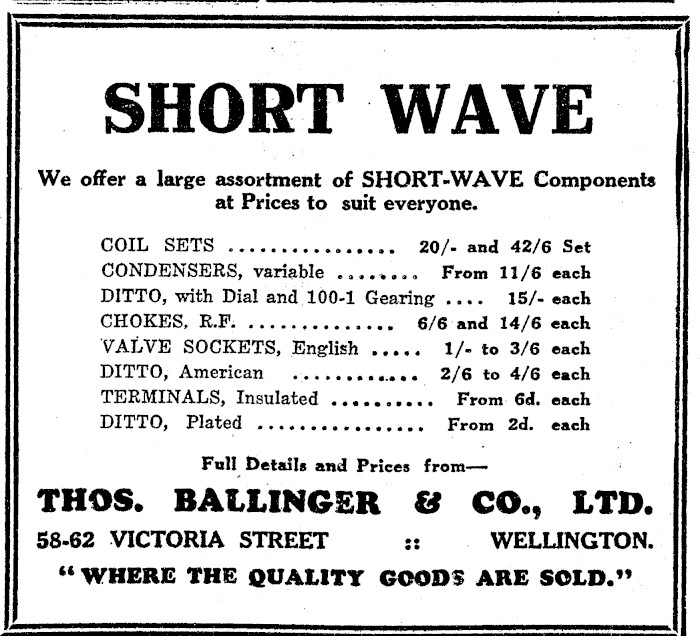 SHORT WAVE
We offer a large assortment of SHORT-WAVE Components
at Prices to suit everyone.
COIL SETS ................ 20/- and 42/6 Set
CONDENSERS, variable ........ From 11/6 each
DITTO, with Dial and 100-1 Gearing .... 15/- each
CHOKES, R.F. .............. 6/6 and 14/6 each
VALVE SOCKETS, English ..... 1/- to 3/6 each
DITTO, American ............ 2/6 to 4/6 each
TERMINALS, Insulated .......... From 6d. each
DITTO, Plated ................ From 2d. each
Full Details and Prices from—
THOS. BALLINGER & CO., LTD.
58-62 VICTORIA STREET :: WELLINGTON.
"WHERE THE QUALITY GOODS ARE SOLD."